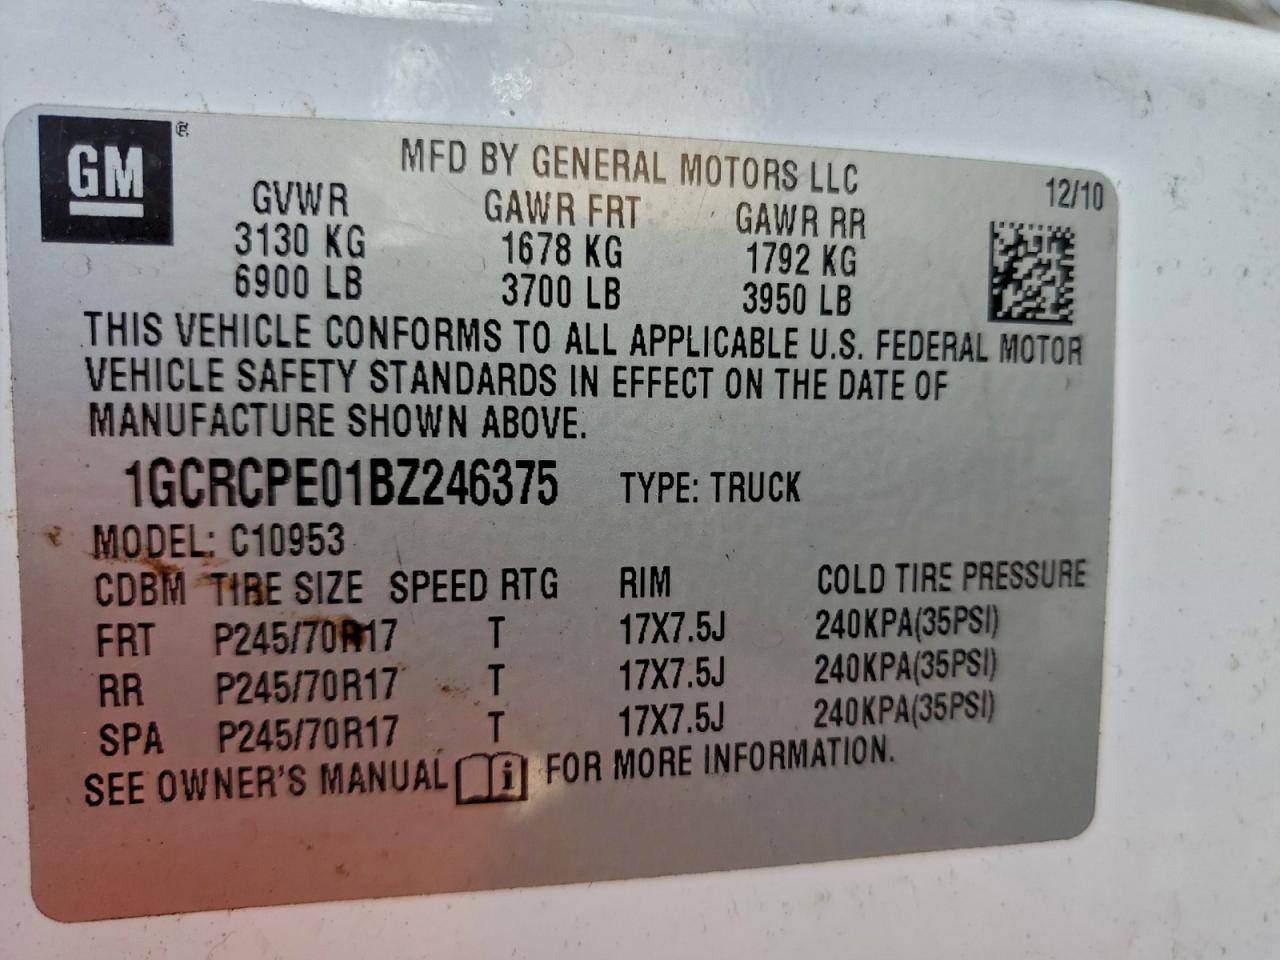 GM ®
MFD BY GENERAL MOTORS LLC
12/10
GVWR GAWR FRT GAWR RR
3130 KG 1678 KG 1792 KG
6900 LB 3700 LB 3950 LB
THIS VEHICLE CONFORMS TO ALL APPLICABLE U.S. FEDERAL MOTOR
VEHICLE SAFETY STANDARDS IN EFFECT ON THE DATE OF
MANUFACTURE SHOWN ABOVE.
1GCRCPE01BZ246375 TYPE: TRUCK
MODEL: C10953
CDBM TIRE SIZE SPEED RTG RIM COLD TIRE PRESSURE
FRT P245/70R17 T 17X7.5J 240KPA(35PSI)
RR P245/70R17 T 17X7.5J 240KPA(35PSI)
SPA P245/70R17 T 17X7.5J 240KPA(35PSI)
SEE OWNER'S MANUAL i FOR MORE INFORMATION.